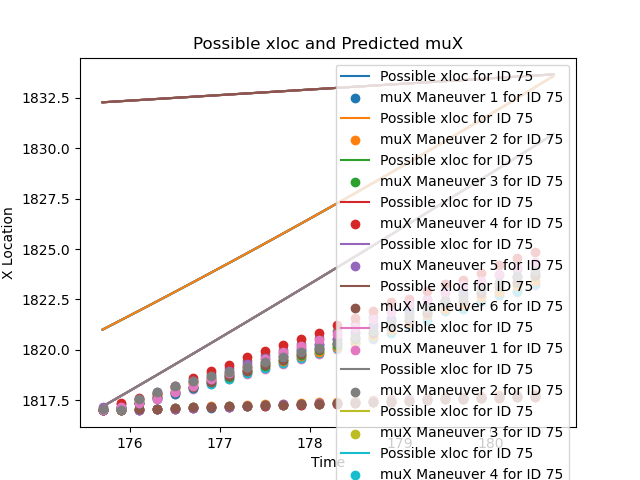 Possible xloc and Predicted muX
X Location
1832.5
1830.0
1827.5
1825.0
1822.5
1820.0
1817.5
176
177
178
179
180
Time
Possible xloc for ID 75
muX Maneuver 1 for ID 75
Possible xloc for ID 75
muX Maneuver 2 for ID 75
Possible xloc for ID 75
muX Maneuver 3 for ID 75
Possible xloc for ID 75
muX Maneuver 4 for ID 75
Possible xloc for ID 75
muX Maneuver 5 for ID 75
Possible xloc for ID 75
muX Maneuver 6 for ID 75
Possible xloc for ID 75
muX Maneuver 1 for ID 75
Possible xloc for ID 75
muX Maneuver 2 for ID 75
Possible xloc for ID 75
muX Maneuver 3 for ID 75
Possible xloc for ID 75
muX Maneuver 4 for ID 75